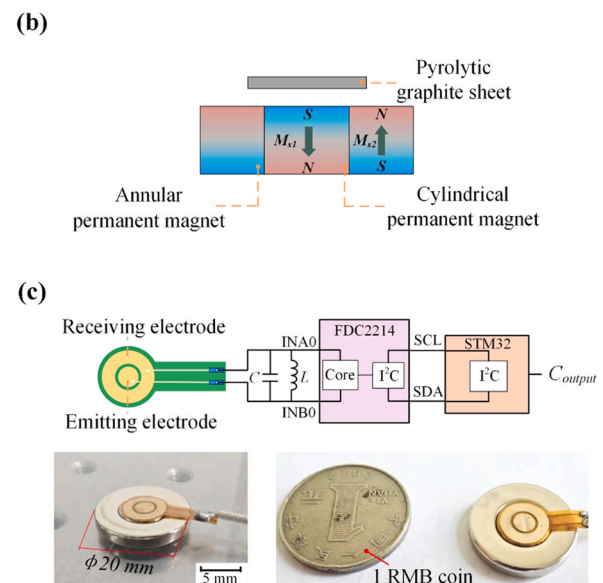 (b)
Pyrolytic
graphite sheet
S
N
Ms1
Ms2
N
S
Annular
permanent magnet
Cylindrical
permanent magnet
(c)
Receiving electrode
Emitting electrode
C
L
INA0
INB0
FDC2214
Core
I²C
SCL
SDA
STM32
I²C
Coutput
ϕ20 mm
5 mm
1
1 RMB coin